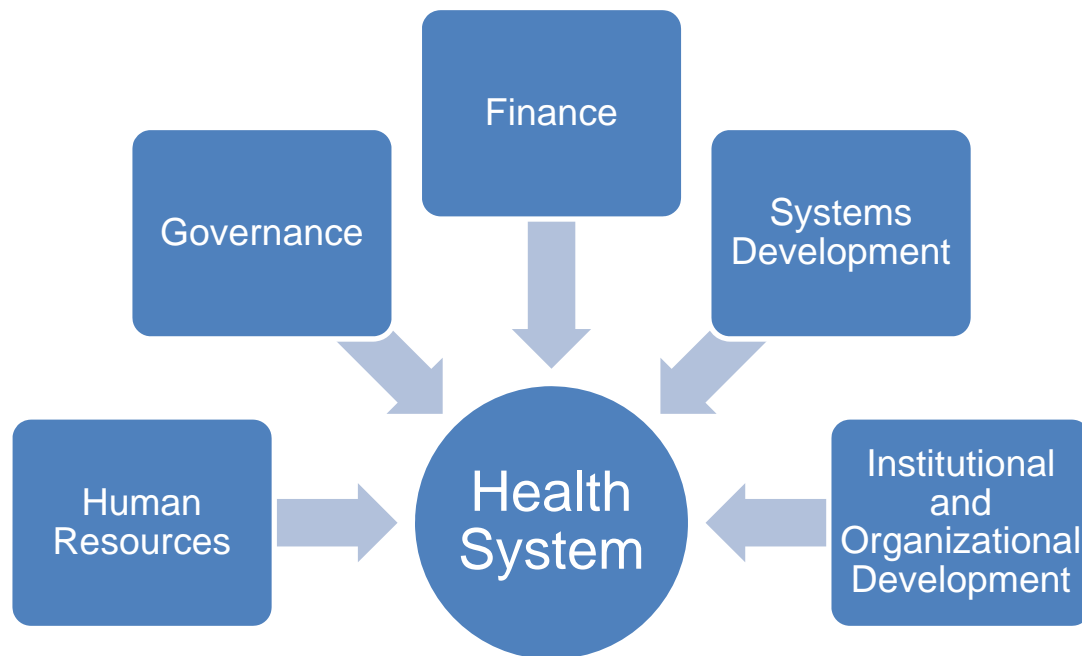 Finance
Governance
Systems
Development
Human
Resources
Health
System
Institutional
and
Organizational
Development